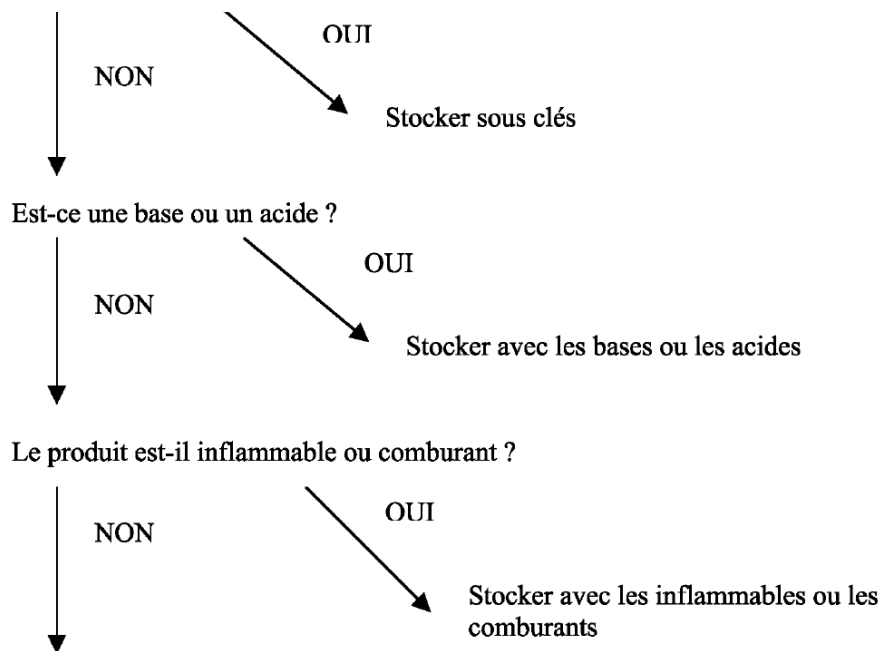 OUI
NON
Stocker sous clés
Est-ce une base ou un acide ?
OUI
NON
Stocker avec les bases ou les acides
Le produit est-il inflammable ou comburant ?
OUI
NON
Stocker avec les inflammables ou les
comburants